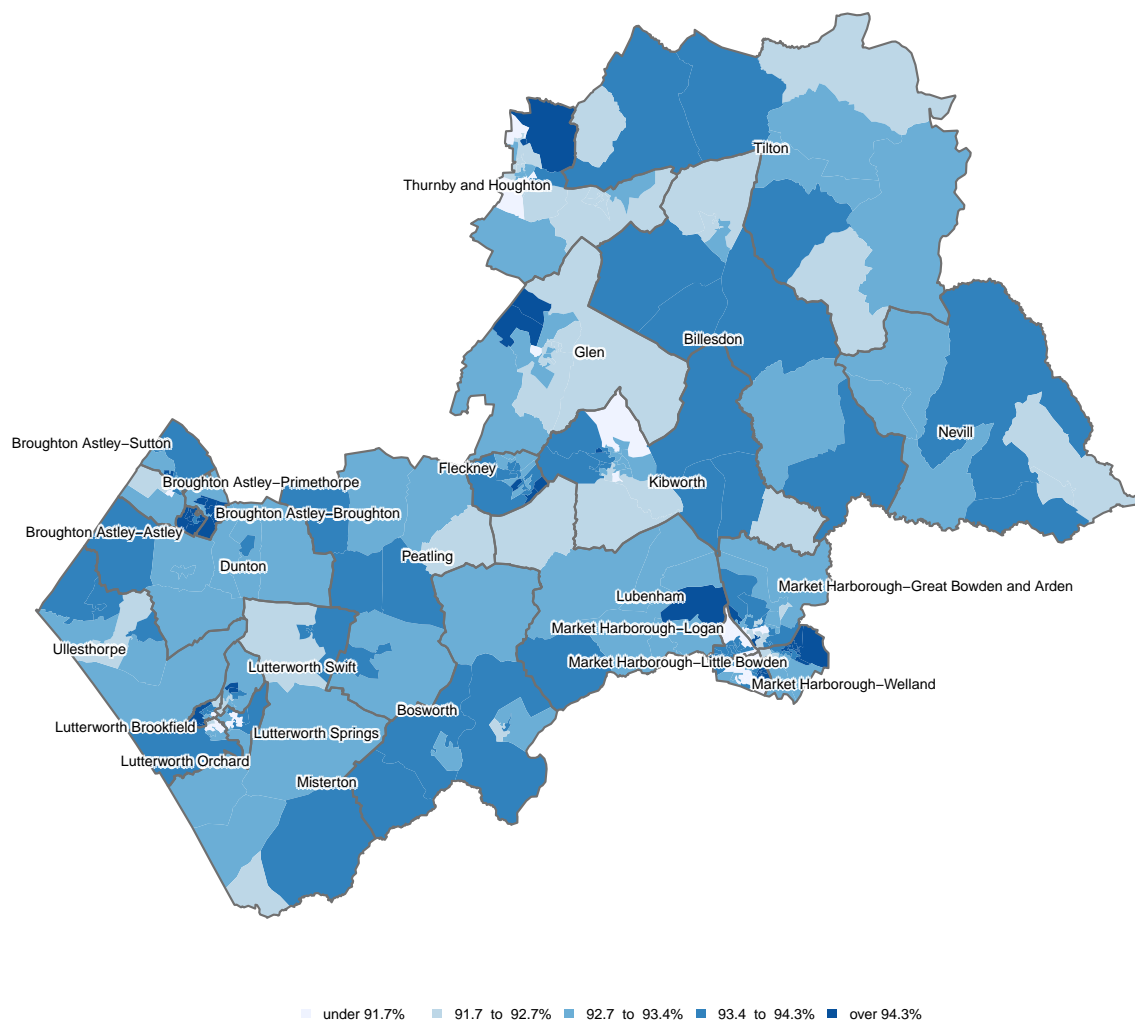 Tilton
Thurnby and Houghton
Billesdon
Glen
Nevill
Broughton Astley−Sutton
Fleckney
Broughton Astley−Primethorpe
Kibworth
Broughton Astley−Broughton
Broughton Astley−Astley
Peatling
Dunton
Market Harborough−Great Bowden and Arden
Lubenham
Market Harborough−Logan
Ullesthorpe
Market Harborough−Little Bowden
Lutterworth Swift
Market Harborough−Welland
Bosworth
Lutterworth Brookfield
Lutterworth Springs
Lutterworth Orchard
Misterton
under 91.7% 91.7 to 92.7% 92.7 to 93.4% 93.4 to 94.3% over 94.3%